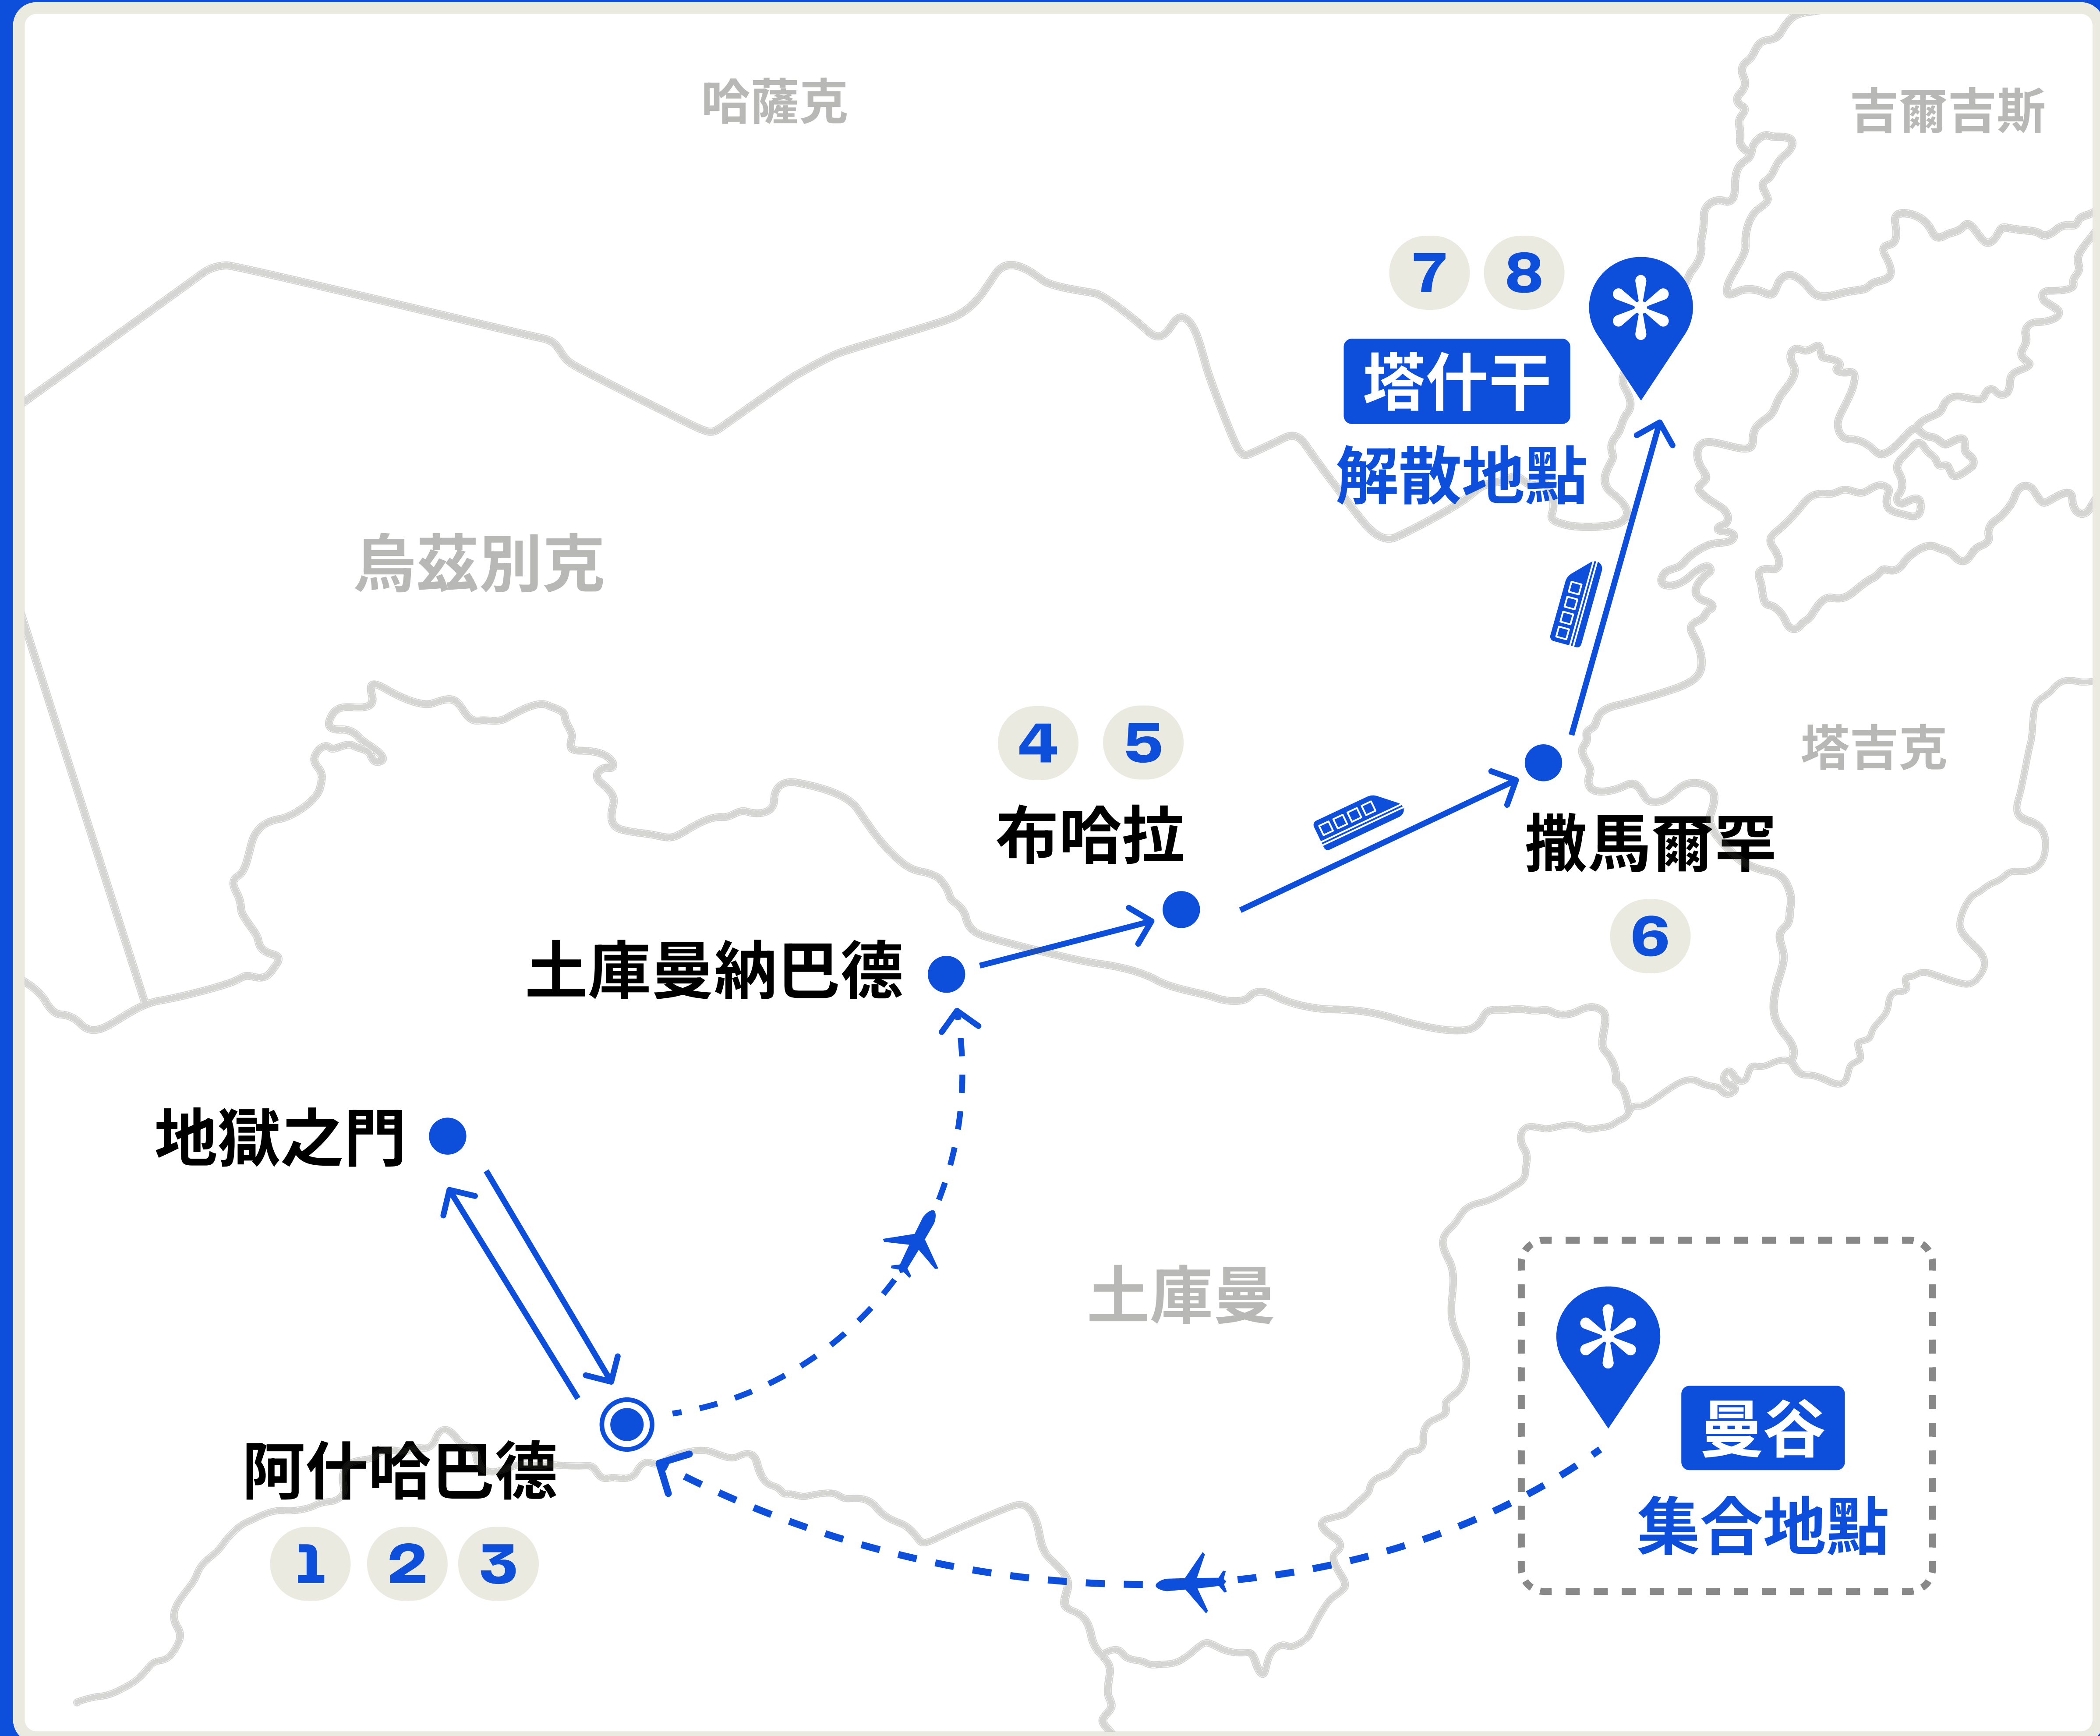 哈薩克
吉爾吉斯
7 8
塔什干
解散地點
烏茲別克
4 5
布哈拉
塔吉克
撒馬爾罕
6
土庫曼納巴德
地獄之門
土庫曼
阿什哈巴德
1 2 3
曼谷
集合地點